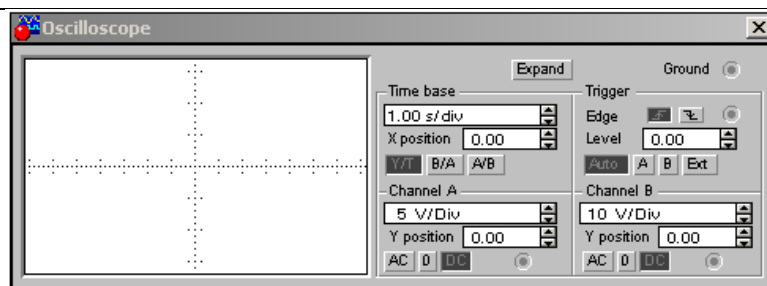 Oscilloscope
Expand Ground
Time base Trigger
1.00 s/div Edge
X position 0.00 Level 0.00
Y/T B/A A/B Auto A B Ext
Channel A Channel B
5 V/Div 10 V/Div
Y position 0.00 Y position 0.00
AC 0 DC AC 0 DC